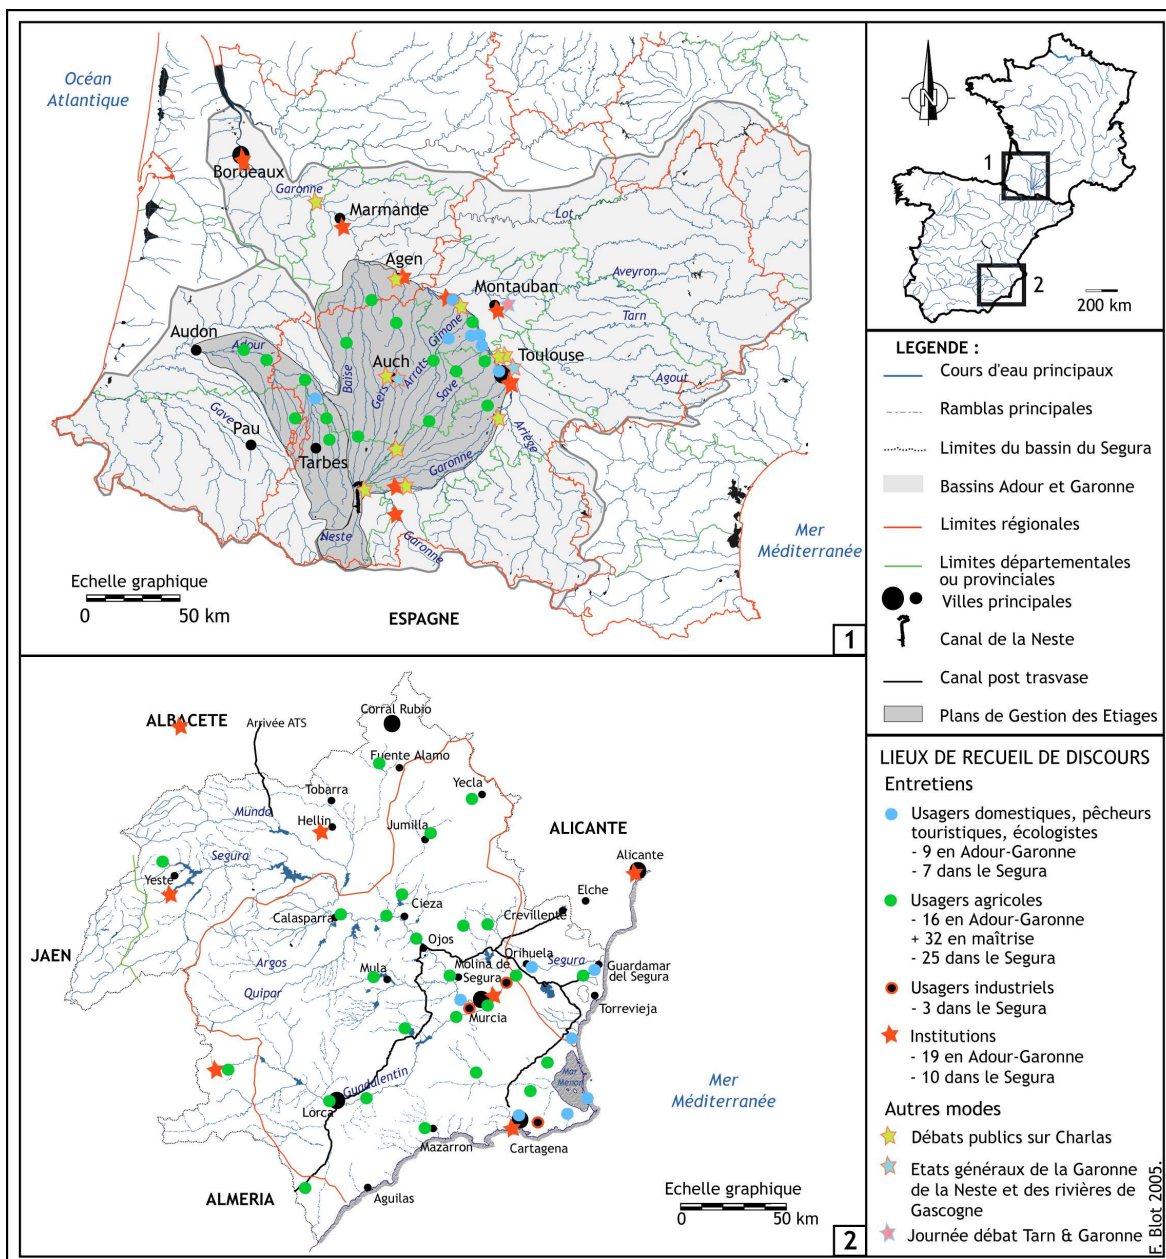 Océan
Atlantique
Bordeaux
Garonne
Marmande
Lot
Agen
Aveyron
Montauban
Tarn
Audon
Adour
Gimone
Toulouse
Auch
Baise
Gers
Arrats
Save
Agout
Gave
Pau
Tarbes
Ariège
Garonne
Neste
Garonne
Mer
Méditerranée
Echelle graphique
0 50 km
ESPAGNE
1
N
1
2
200 km
LEGENDE :
Cours d'eau principaux
Ramblas principales
Limites du bassin du Segura
Bassins Adour et Garonne
Limites régionales
Limites départementales
ou provinciales
Villes principales
Canal de la Neste
Canal post trasvase
Plans de Gestion des Etiages
ALBACETE
Arrivée ATS
Corral Rubio
Fuente Alamo
Yecla
Tobarra
Mundo
Hellin
Jumilla
ALICANTE
Segura
Alicante
Yeste
Elche
Calasparra
Cieza
Crevillente
JAEN
Ojos
Orihuela
Argos
Molina de
Segura
Segura
Guardamar
del Segura
Mula
Quipar
Torrevieja
Murcia
Mar
Menor
Guadalentin
Mer
Méditerranée
Lorca
Mazarron
Cartagena
ALMERIA
Aguilas
Echelle graphique
0 50 km
2
LIEUX DE RECUEIL DE DISCOURS
Entretiens
Usagers domestiques, pêcheurs
touristiques, écologistes
- 9 en Adour-Garonne
- 7 dans le Segura
Usagers agricoles
- 16 en Adour-Garonne
+ 32 en maîtrise
- 25 dans le Segura
Usagers industriels
- 3 dans le Segura
Institutions
- 19 en Adour-Garonne
- 10 dans le Segura
Autres modes
Débats publics sur Charlas
Etats généraux de la Garonne
de la Neste et des rivières de
Gascogne
Journée débat Tarn & Garonne
F. Blot 2005.